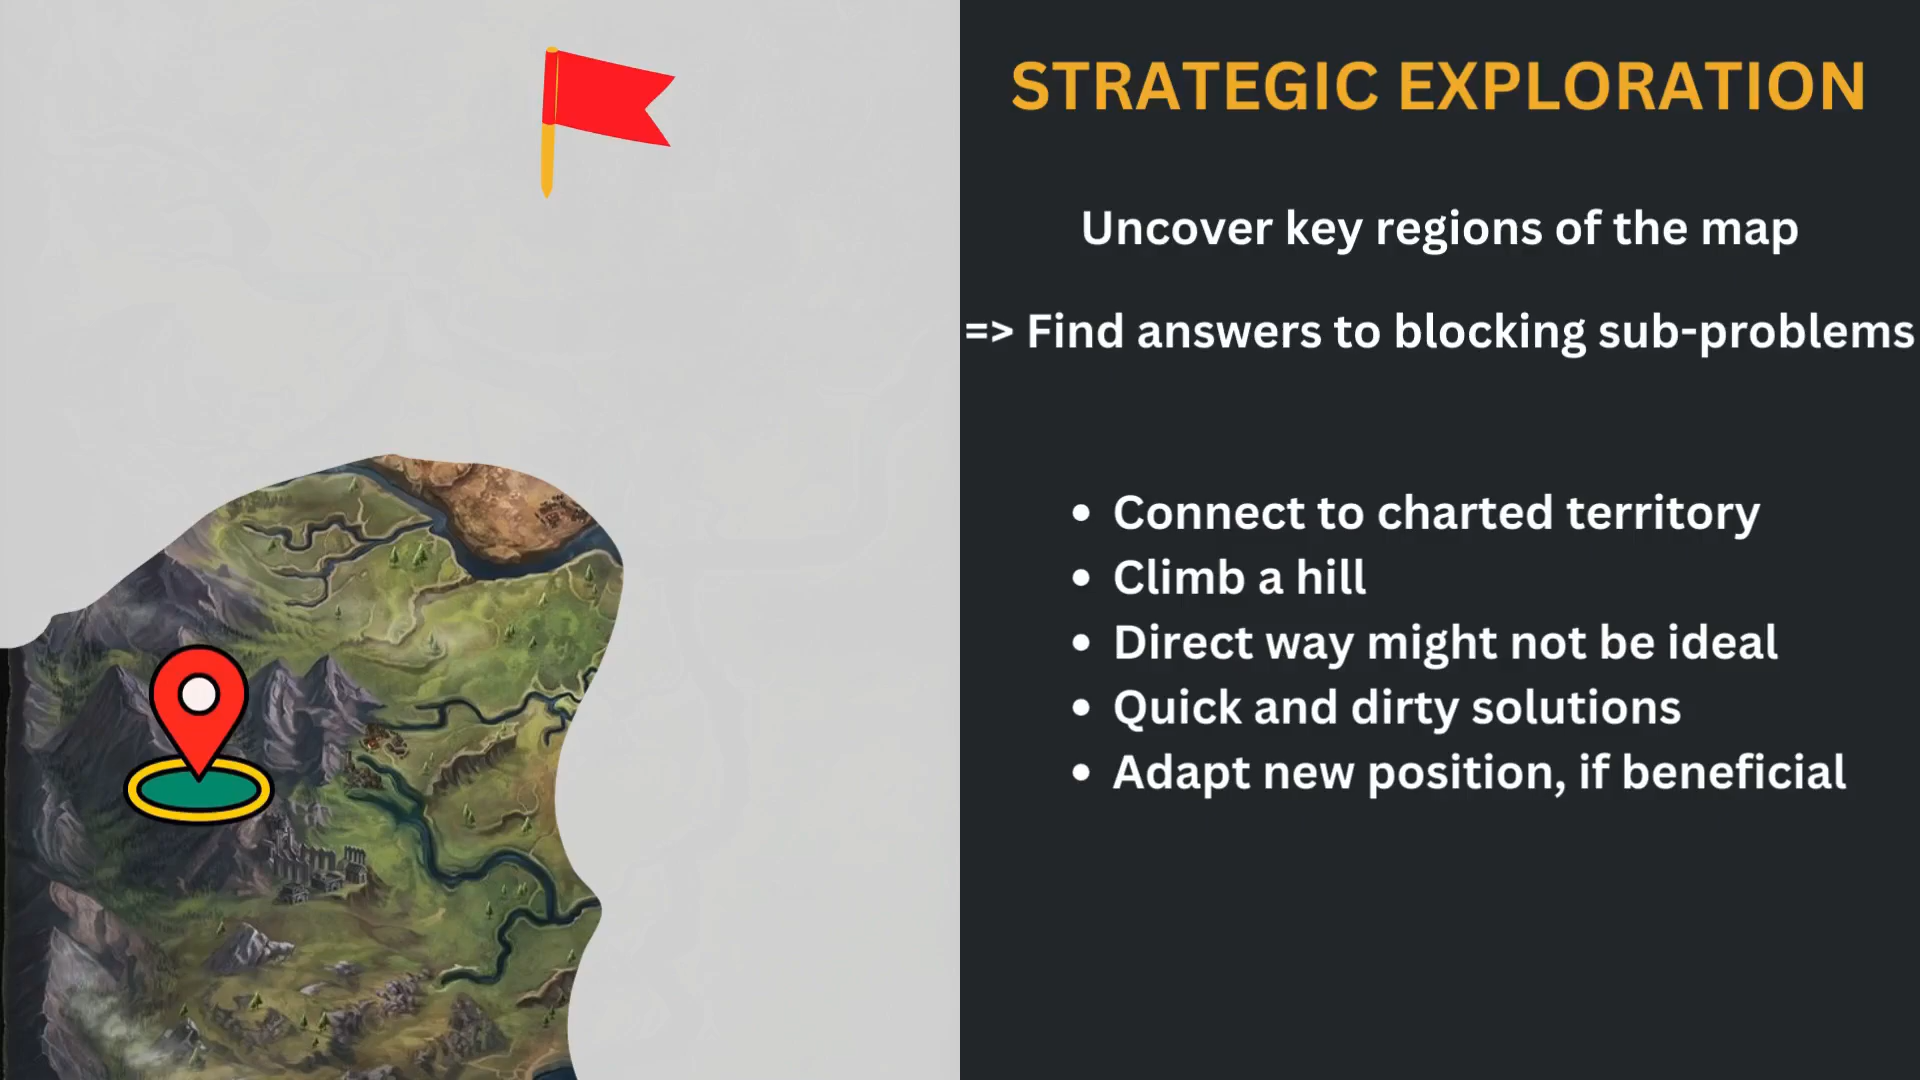 STRATEGIC EXPLORATION
Uncover key regions of the map
=> Find answers to blocking sub-problems
• Connect to charted territory
• Climb a hill
• Direct way might not be ideal
• Quick and dirty solutions
• Adapt new position, if beneficial